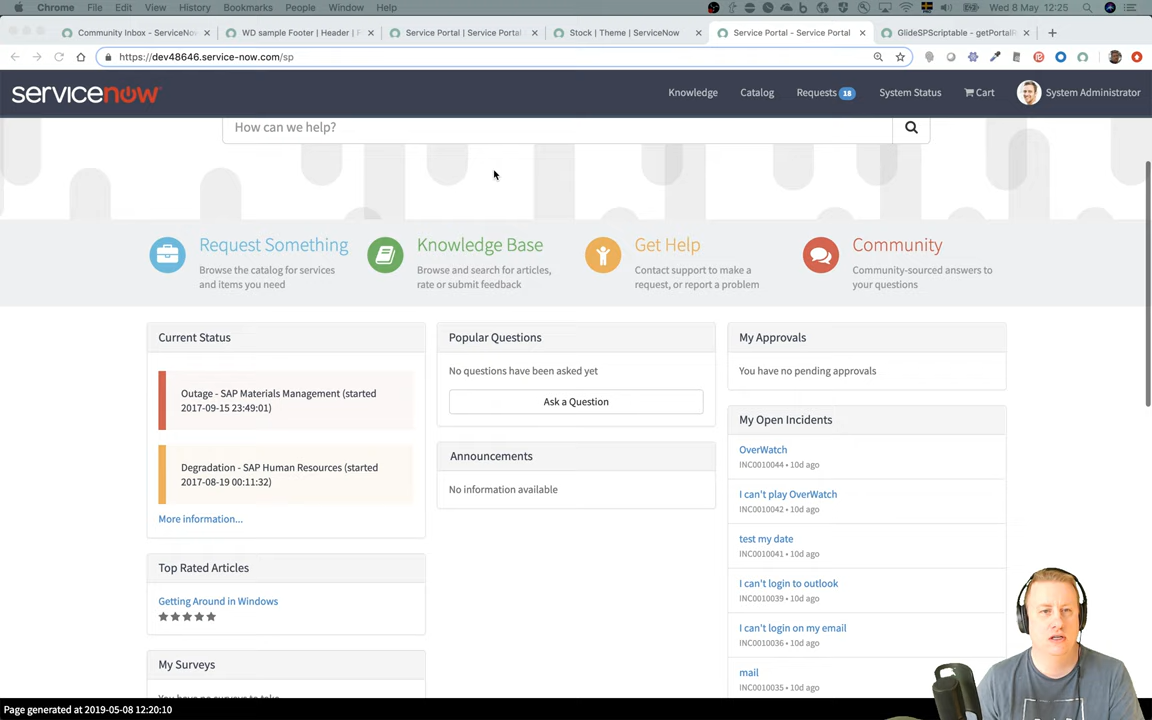 Chrome File Edit View History Bookmarks People Window Help Wed 8 May 12:25
Community Inbox - ServiceNow
WD sample Footer | Header | F
Service Portal | Service Portal
Stock | Theme | ServiceNow
Service Portal - Service Portal
GlideSPScriptable - getPortalR
https://dev48646.service-now.com/sp
servicenow
Knowledge
Catalog
Requests 18
System Status
Cart
System Administrator
How can we help?
Request Something
Browse the catalog for services
and items you need
Knowledge Base
Browse and search for articles,
rate or submit feedback
Get Help
Contact support to make a
request, or report a problem
Community
Community-sourced answers to
your questions
Current Status
Outage - SAP Materials Management (started
2017-09-15 23:49:01)
Degradation - SAP Human Resources (started
2017-08-19 00:11:32)
More information...
Top Rated Articles
Getting Around in Windows
My Surveys
Popular Questions
No questions have been asked yet
Ask a Question
Announcements
No information available
My Approvals
You have no pending approvals
My Open Incidents
OverWatch
INC0010044 • 10d ago
I can't play OverWatch
INC0010042 • 10d ago
test my date
INC0010041 • 10d ago
I can't login to outlook
INC0010039 • 10d ago
I can't login on my email
INC0010036 • 10d ago
mail
INC0010035 • 10d ago
Page generated at 2019-05-08 12:20:10